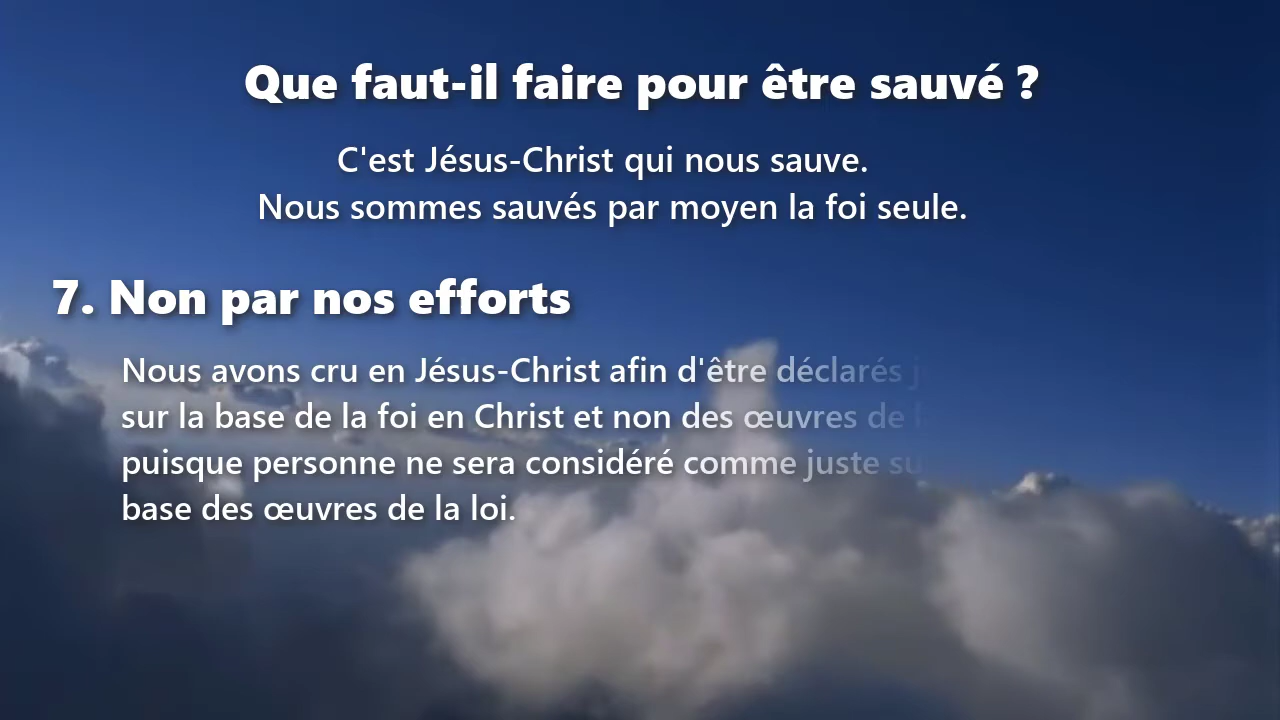 Que faut-il faire pour être sauvé ?
C'est Jésus-Christ qui nous sauve.
Nous sommes sauvés par moyen la foi seule.
7. Non par nos efforts
Nous avons cru en Jésus-Christ afin d'être déclarés
sur la base de la foi en Christ et non des œuvres de
puisque personne ne sera considéré comme juste
base des œuvres de la loi.